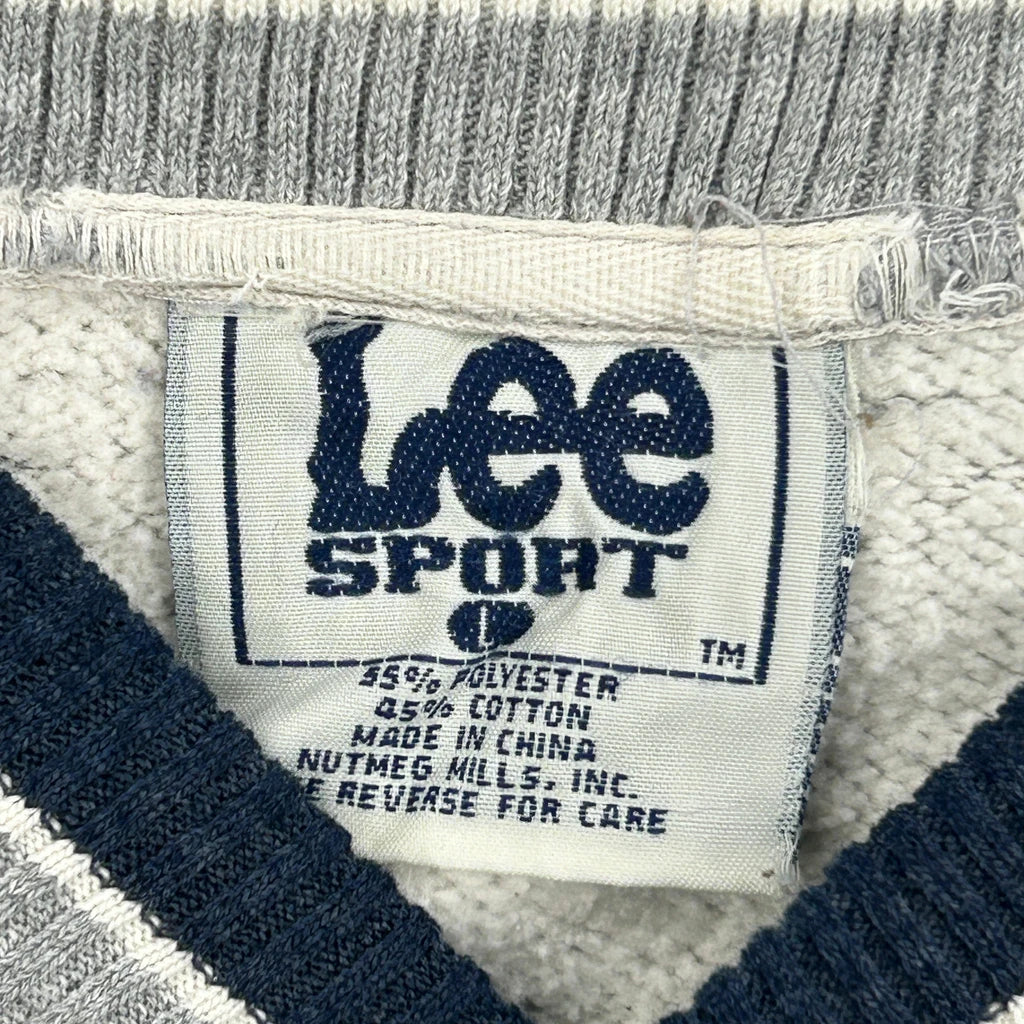 Lee
SPORT
TM
55% POLYESTER
45% COTTON
MADE IN CHINA
NUTMEG MILLS, INC.
REVERSE FOR CARE